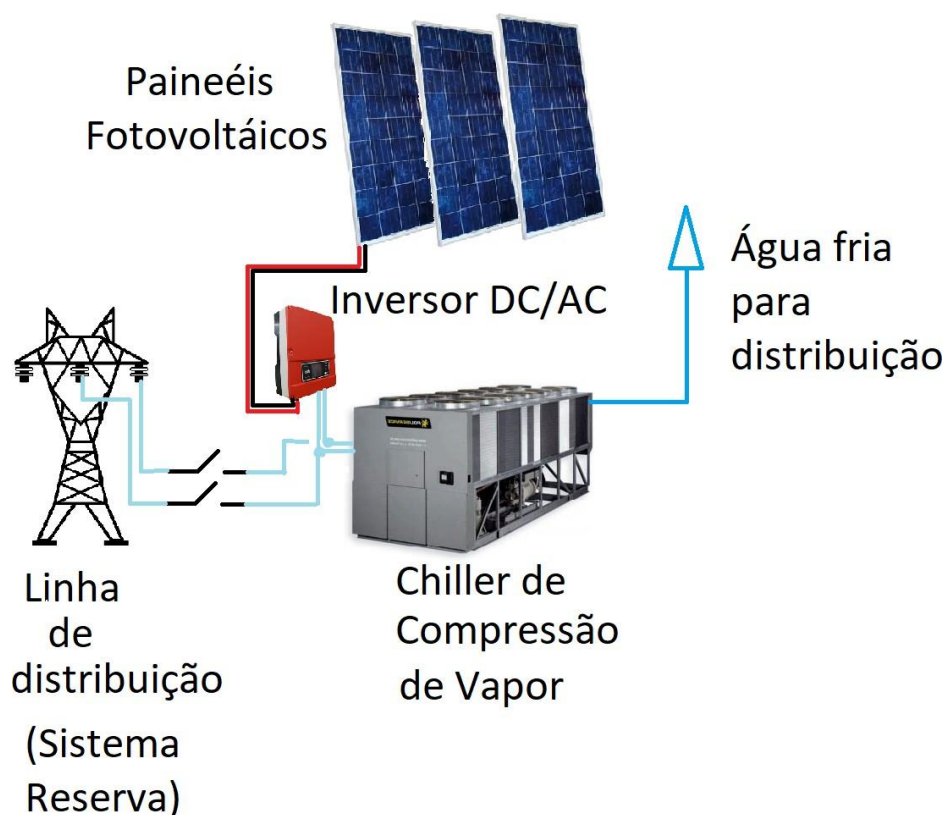 Paineéis
Fotovoltáicos
Inversor DC/AC
Água fria
para
distribuição
Linha
de
distribuição
(Sistema
Reserva)
Chiller de
Compressão
de Vapor